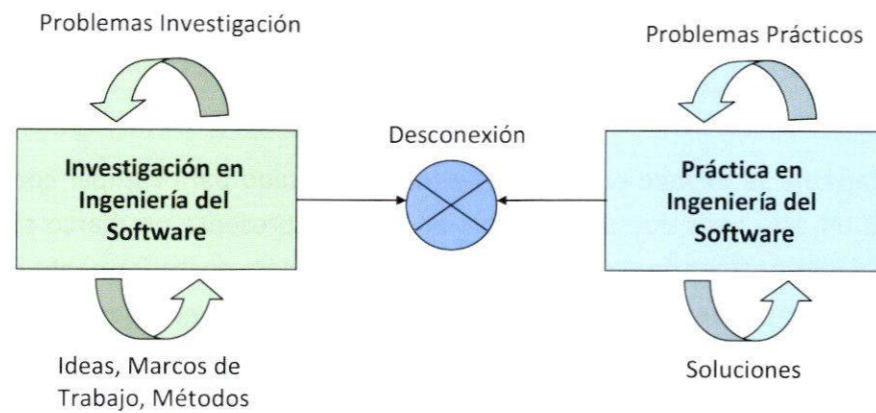 Problemas Investigación
Problemas Prácticos
Desconexión
Investigación en
Ingeniería del
Software
Práctica en
Ingeniería del
Software
Ideas, Marcos de
Trabajo, Métodos
Soluciones